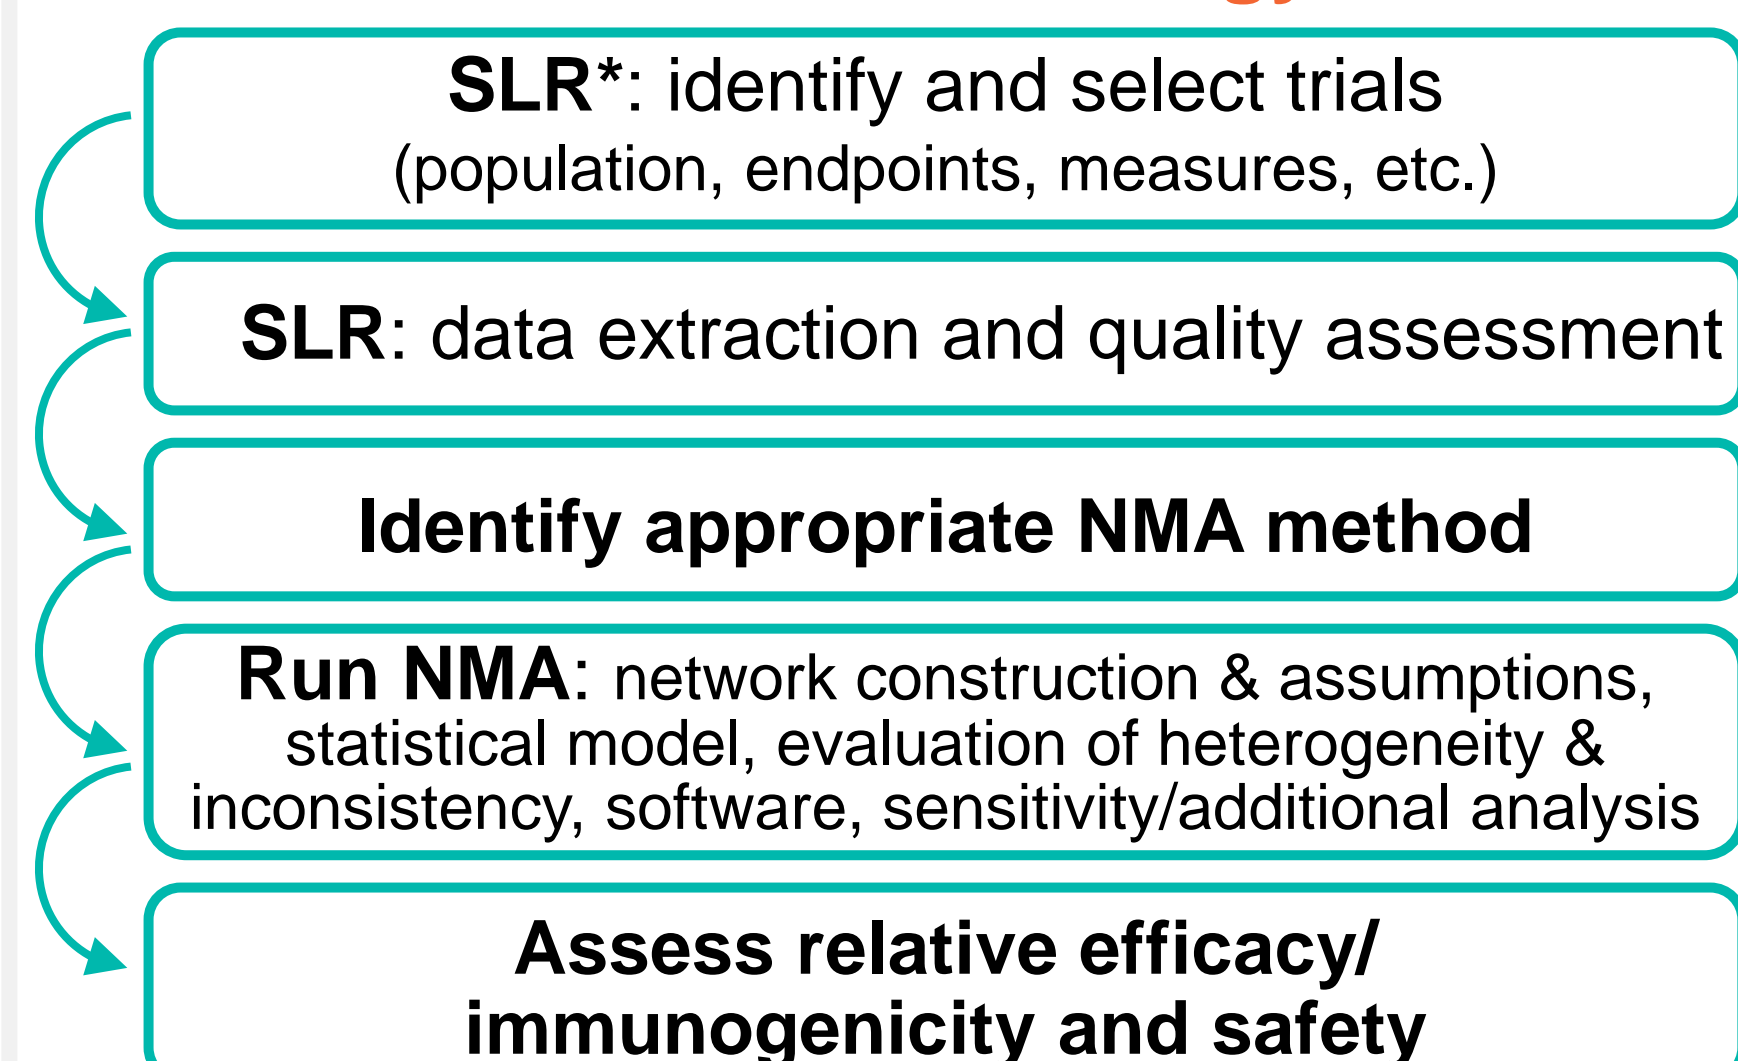 SLR*: identify and select trials
(population, endpoints, measures, etc.)
SLR: data extraction and quality assessment
Identify appropriate NMA method
Run NMA: network construction & assumptions,
statistical model, evaluation of heterogeneity &
inconsistency, software, sensitivity/additional analysis
Assess relative efficacy/
immunogenicity and safety